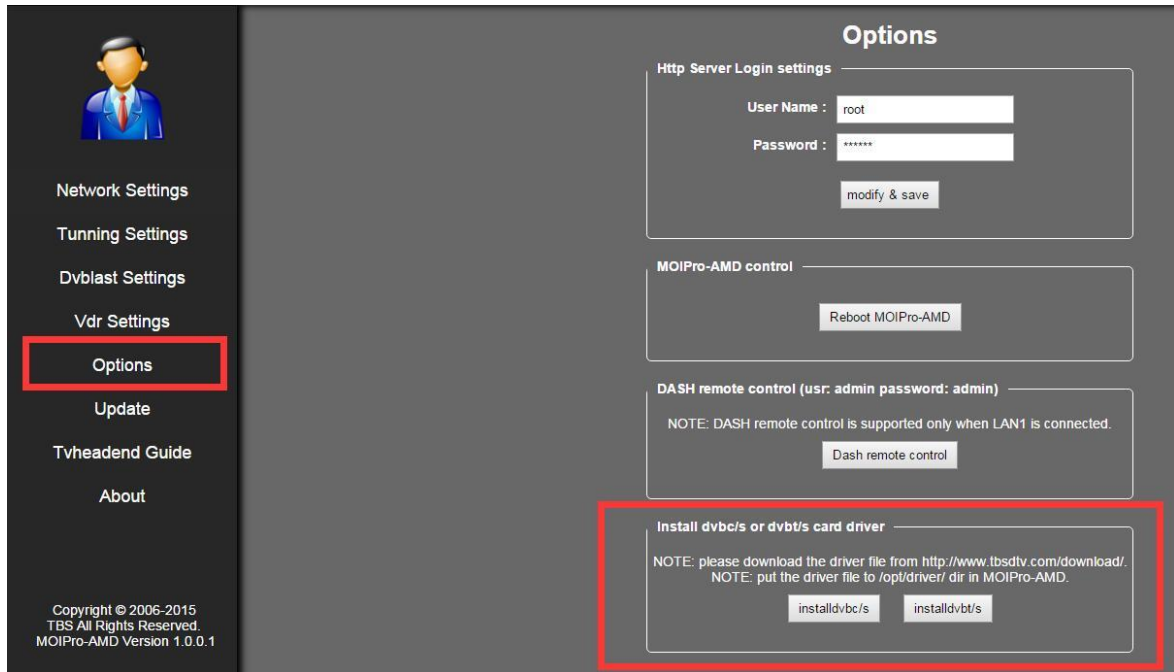 Network Settings
Tunning Settings
Dvblast Settings
Vdr Settings
Options
Update
Tvheadend Guide
About
Copyright © 2006-2015
TBS All Rights Reserved.
MOIPro-AMD Version 1.0.0.1
Options
Http Server Login settings
User Name : root
Password : ******
modify & save
MOIPro-AMD control
Reboot MOIPro-AMD
DASH remote control (usr: admin password: admin)
NOTE: DASH remote control is supported only when LAN1 is connected.
Dash remote control
Install dvbc/s or dvbt/s card driver
NOTE: please download the driver file from http://www.tbsdtv.com/download/.
NOTE: put the driver file to /opt/driver/ dir in MOIPro-AMD.
installdvbc/s installdvbt/s